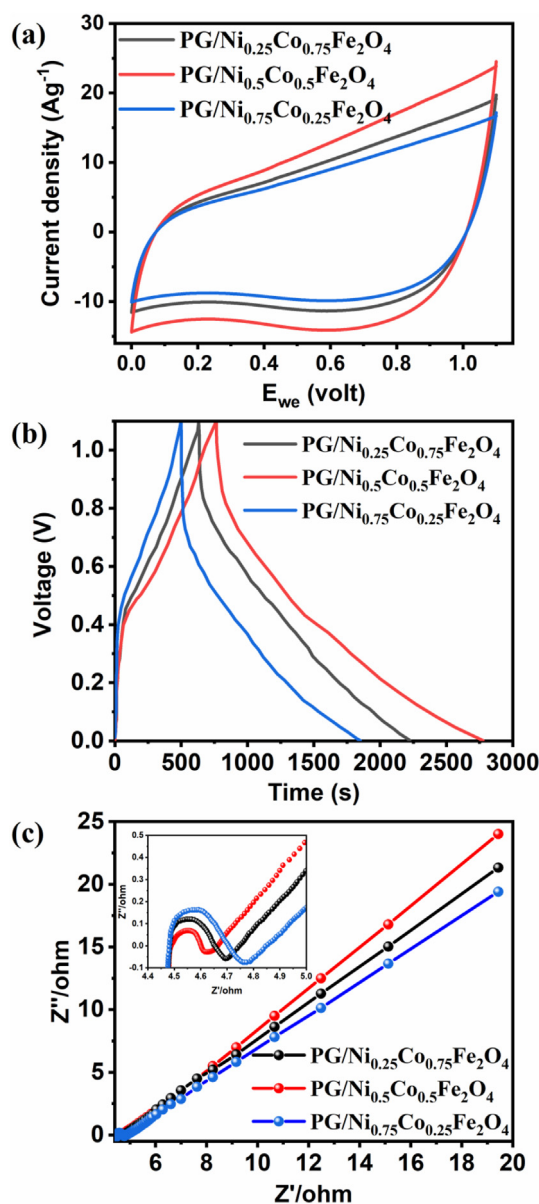 (a)
PG/Ni₀.₂₅Co₀.₇₅Fe₂O₄
PG/Ni₀.₅Co₀.₅Fe₂O₄
PG/Ni₀.₇₅Co₀.₂₅Fe₂O₄
Current density (Ag⁻¹)
30
20
10
0
-10
0.0 0.2 0.4 0.6 0.8 1.0
E_we (volt)
(b)
PG/Ni₀.₂₅Co₀.₇₅Fe₂O₄
PG/Ni₀.₅Co₀.₅Fe₂O₄
PG/Ni₀.₇₅Co₀.₂₅Fe₂O₄
Voltage (V)
1.0
0.8
0.6
0.4
0.2
0.0
0 500 1000 1500 2000 2500 3000
Time (s)
(c)
Z''/ohm
25
20
15
10
5
0
Z''/ohm
0.5
0.4
0.3
0.2
0.1
0.0
-0.1
4.4 4.5 4.6 4.7 4.8 4.9 5.0
Z'/ohm
PG/Ni₀.₂₅Co₀.₇₅Fe₂O₄
PG/Ni₀.₅Co₀.₅Fe₂O₄
PG/Ni₀.₇₅Co₀.₂₅Fe₂O₄
6 8 10 12 14 16 18 20
Z'/ohm